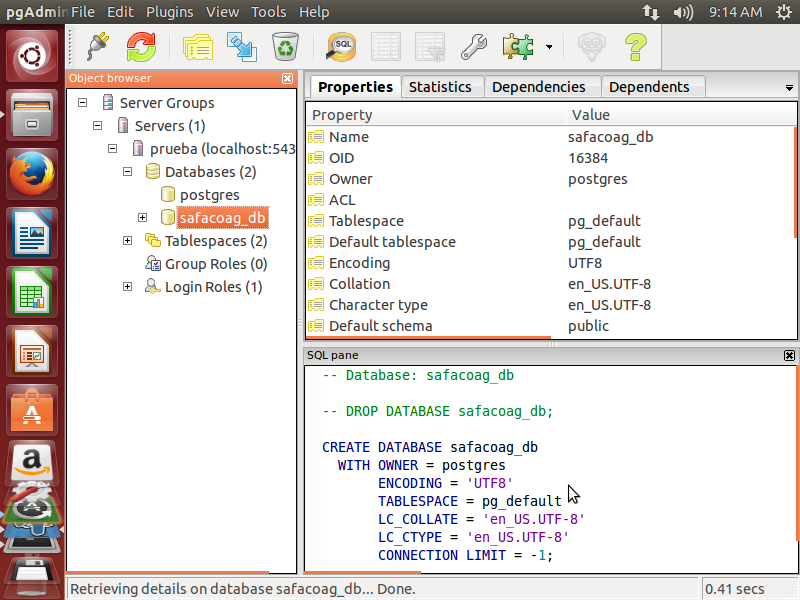 pgAdmin File Edit Plugins View Tools Help 9:14 AM
SQL
Object browser
Server Groups
Servers (1)
prueba (localhost:543
Databases (2)
postgres
safacoag_db
Tablespaces (2)
Group Roles (0)
Login Roles (1)
Properties Statistics Dependencies Dependents
Property Value
Name safacoag_db
OID 16384
Owner postgres
ACL
Tablespace pg_default
Default tablespace pg_default
Encoding UTF8
Collation en_US.UTF-8
Character type en_US.UTF-8
Default schema public
SQL pane
-- Database: safacoag_db
-- DROP DATABASE safacoag_db;
CREATE DATABASE safacoag_db
WITH OWNER = postgres
ENCODING = 'UTF8'
TABLESPACE = pg_default
LC_COLLATE = 'en_US.UTF-8'
LC_CTYPE = 'en_US.UTF-8'
CONNECTION LIMIT = -1;
Retrieving details on database safacoag_db... Done. 0.41 secs